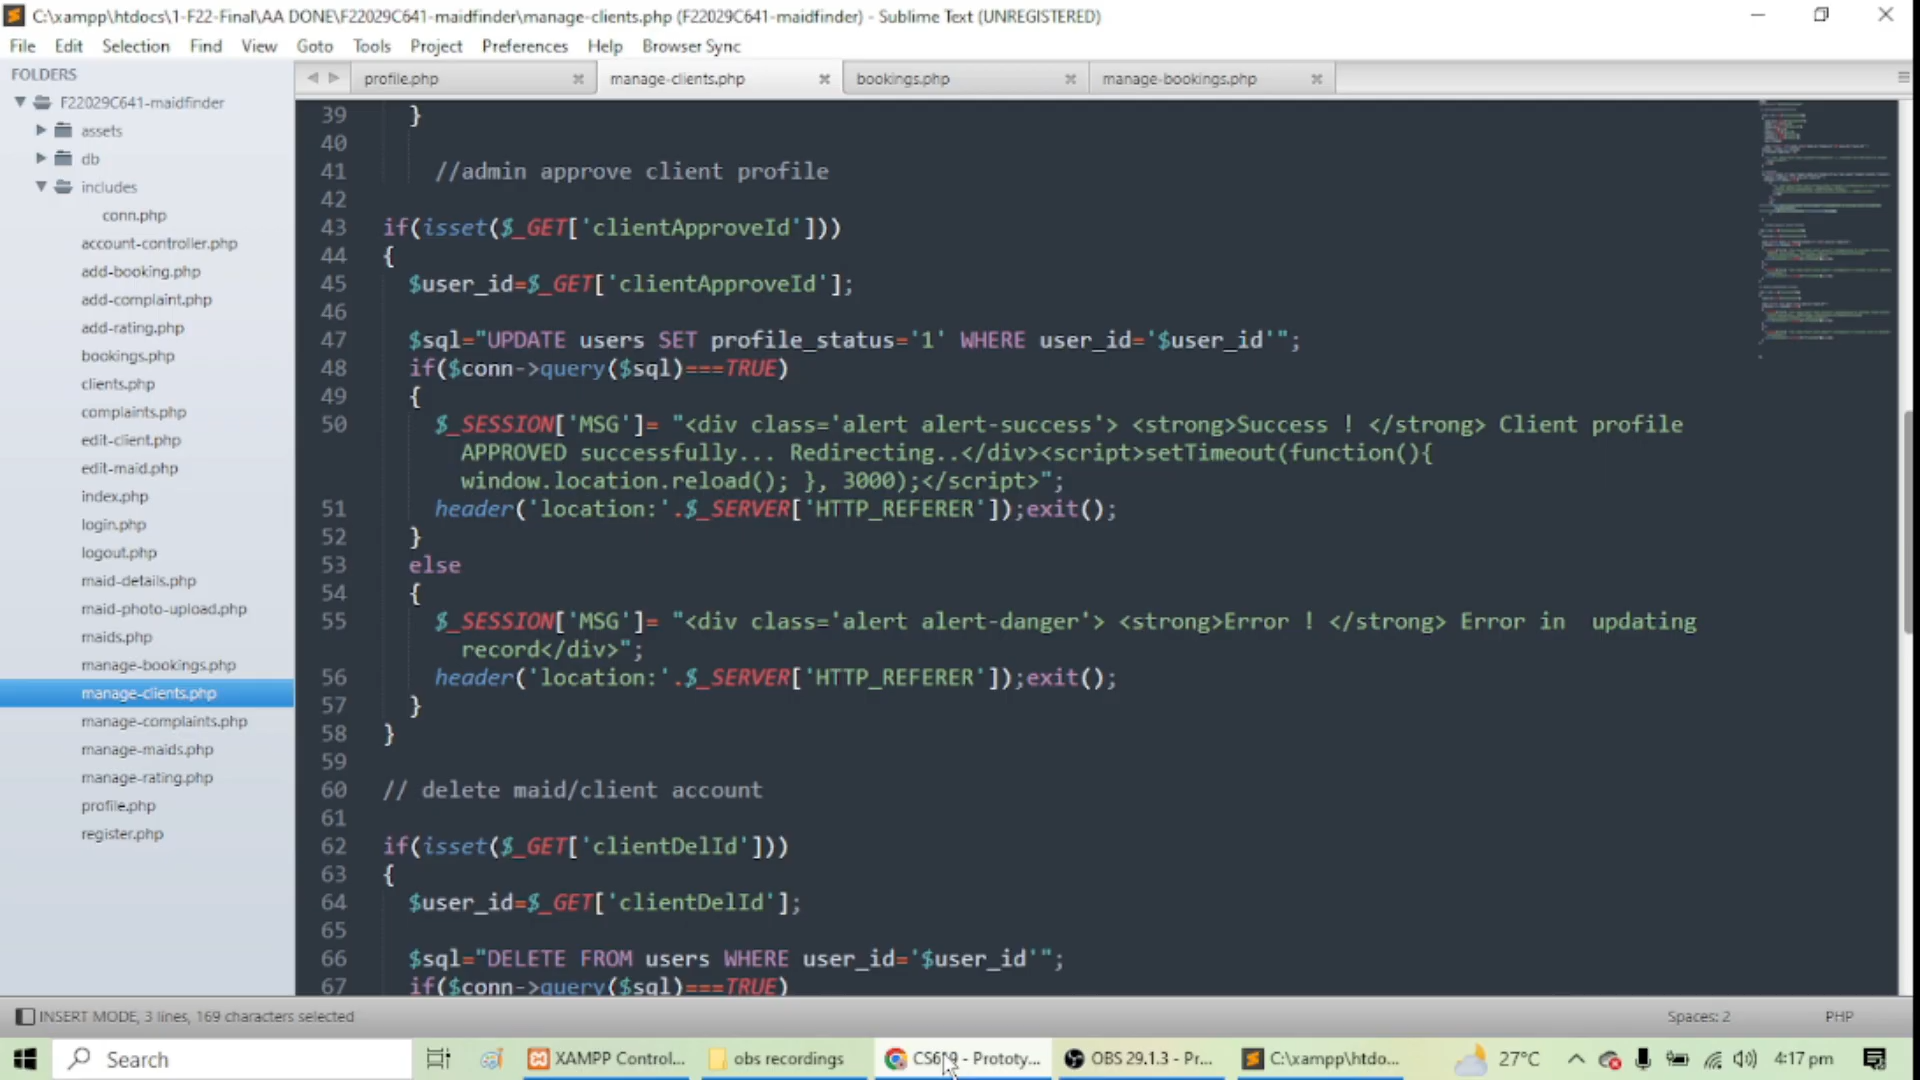 C:\xampp\htdocs\1-F22-Final\AA DONE\F22029C641-maidfinder\manage-clients.php (F22029C641-maidfinder) - Sublime Text (UNREGISTERED)
File Edit Selection Find View Goto Tools Project Preferences Help Browser Sync
FOLDERS
F22029C641-maidfinder
assets
db
includes
conn.php
account-controller.php
add-booking.php
add-complaint.php
add-rating.php
bookings.php
clients.php
complaints.php
edit-client.php
edit-maid.php
index.php
login.php
logout.php
maid-details.php
maid-photo-upload.php
maids.php
manage-bookings.php
manage-clients.php
manage-complaints.php
manage-maids.php
manage-rating.php
profile.php
register.php
profile.php manage-clients.php bookings.php manage-bookings.php
39 }
40
41 //admin approve client profile
42
43 if(isset($_GET['clientApproveId']))
44 {
45 $user_id=$_GET['clientApproveId'];
46
47 $sql="UPDATE users SET profile_status='1' WHERE user_id='$user_id'";
48 if($conn->query($sql)===TRUE)
49 {
50 $_SESSION['MSG']= "<div class='alert alert-success'> <strong>Success ! </strong> Client profile
APPROVED successfully... Redirecting..</div><script>setTimeout(function(){
window.location.reload(); }, 3000);</script>";
51 header('location:'.$_SERVER['HTTP_REFERER']);exit();
52 }
53 else
54 {
55 $_SESSION['MSG']= "<div class='alert alert-danger'> <strong>Error ! </strong> Error in  updating
record</div>";
56 header('location:'.$_SERVER['HTTP_REFERER']);exit();
57 }
58 }
59
60 // delete maid/client account
61
62 if(isset($_GET['clientDelId']))
63 {
64 $user_id=$_GET['clientDelId'];
65
66 $sql="DELETE FROM users WHERE user_id='$user_id'";
67 if($conn->query($sql)===TRUE)
INSERT MODE, 3 lines, 169 characters selected Spaces: 2 PHP
Search XAMPP Control... obs recordings CS619 - Prototy... OBS 29.1.3 - Pr... C:\xampp\htdo... 27°C 4:17 pm